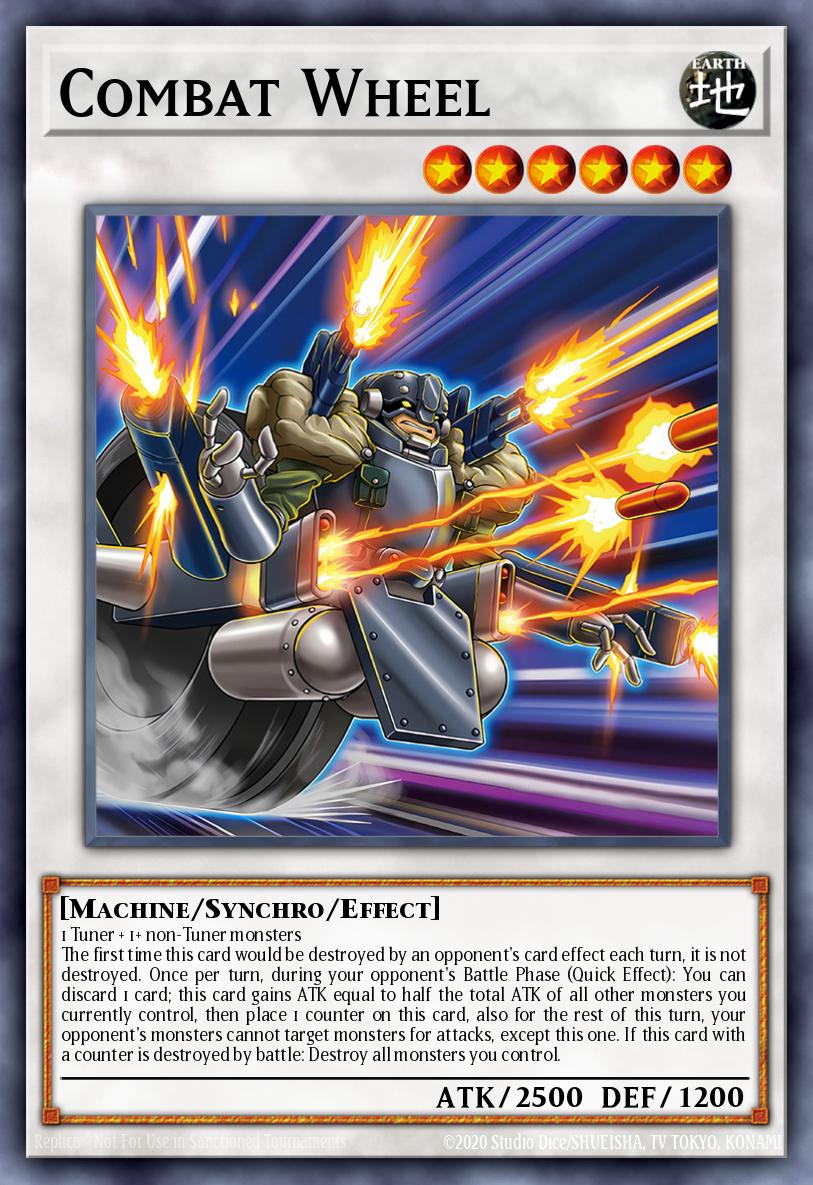 COMBAT WHEEL
EARTH
地
[MACHINE/SYNCHRO/EFFECT]
1 Tuner + 1+ non-Tuner monsters
The first time this card would be destroyed by an opponent's card effect each turn, it is not
destroyed. Once per turn, during your opponent's Battle Phase (Quick Effect): You can
discard 1 card; this card gains ATK equal to half the total ATK of all other monsters you
currently control, then place 1 counter on this card, also for the rest of this turn, your
opponent's monsters cannot target monsters for attacks, except this one. If this card with
a counter is destroyed by battle: Destroy all monsters you control.
ATK/2500 DEF/1200
Replica - Not For Use in Sanctioned Tournaments
©2020 Studio Dice/SHUEISHA, TV TOKYO, KONAMI